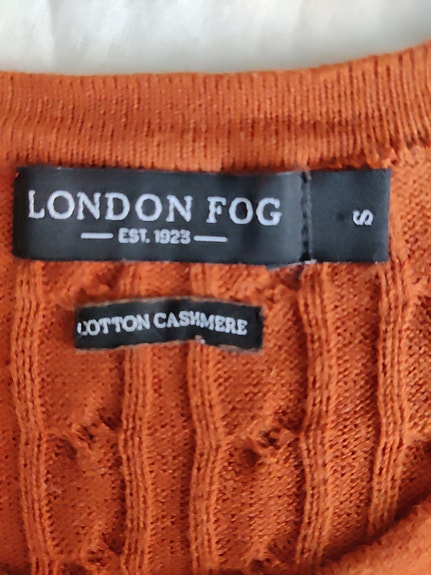 LONDON FOG
EST. 1923
S
COTTON CASHMERE